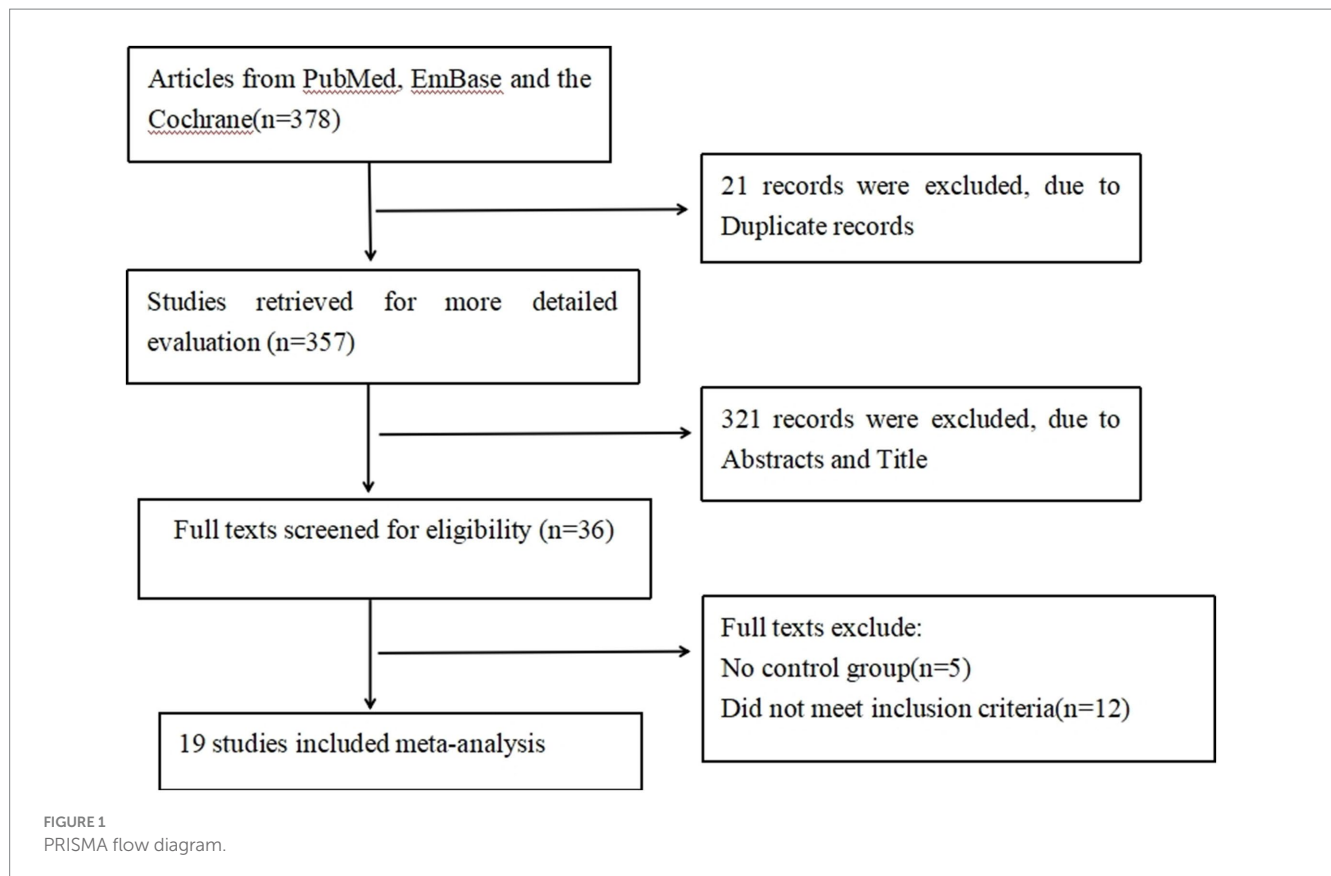 Articles from PubMed, EmBase and the
Cochrane(n=378)
21 records were excluded, due to
Duplicate records
Studies retrieved for more detailed
evaluation (n=357)
321 records were excluded, due to
Abstracts and Title
Full texts screened for eligibility (n=36)
Full texts exclude:
No control group(n=5)
Did not meet inclusion criteria(n=12)
19 studies included meta-analysis
FIGURE 1
PRISMA flow diagram.